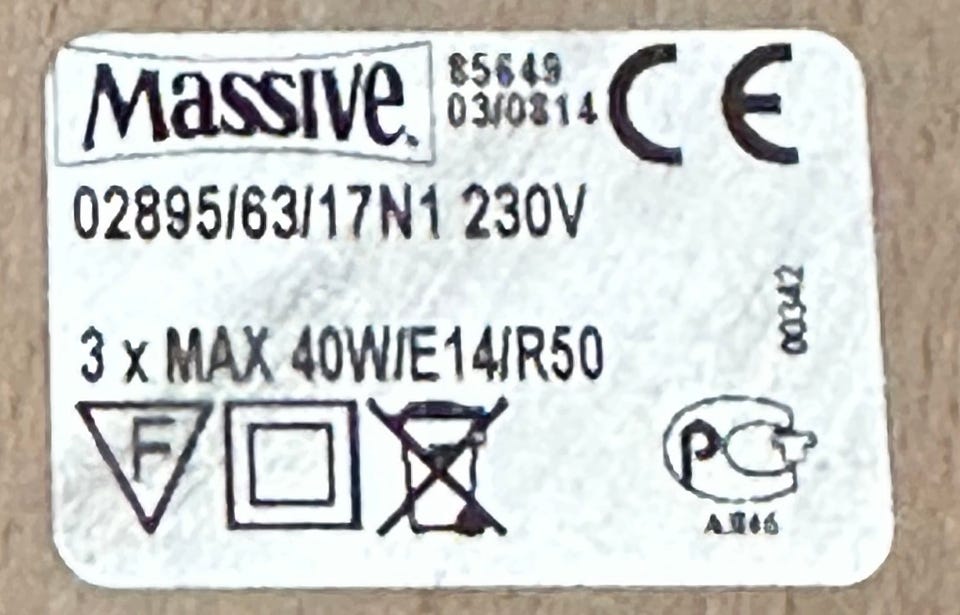 Massive
85649
03/0814
CE
02895/63/17N1 230V
00342
3 x MAX 40W/E14/R50
F